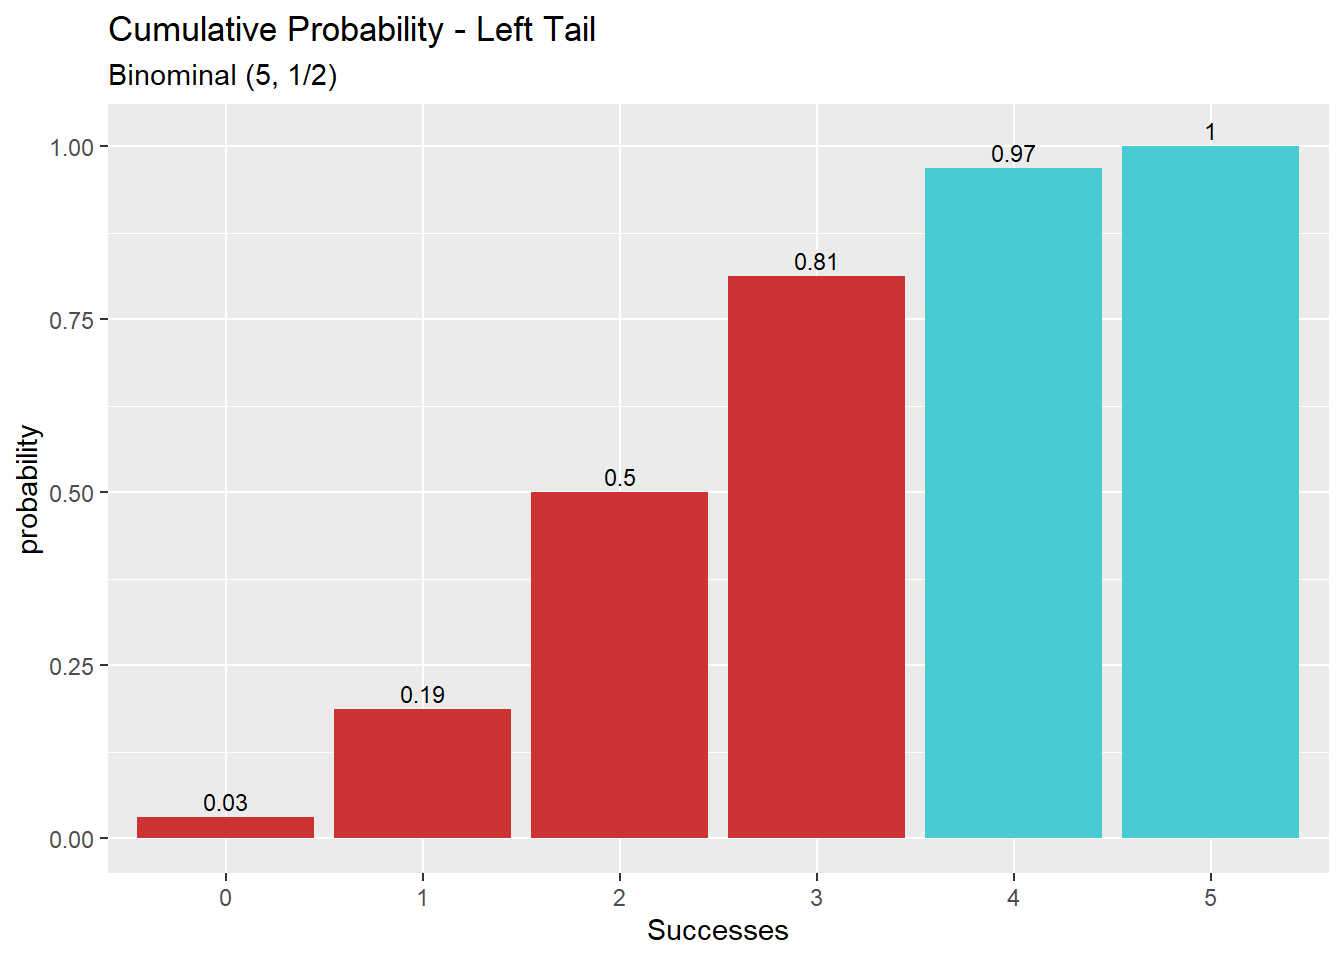 Cumulative Probability - Left Tail
Binominal (5, 1/2)
probability
1.00
0.75
0.50
0.25
0.00
0.03
0.19
0.5
0.81
0.97
1
0 1 2 3 4 5
Successes